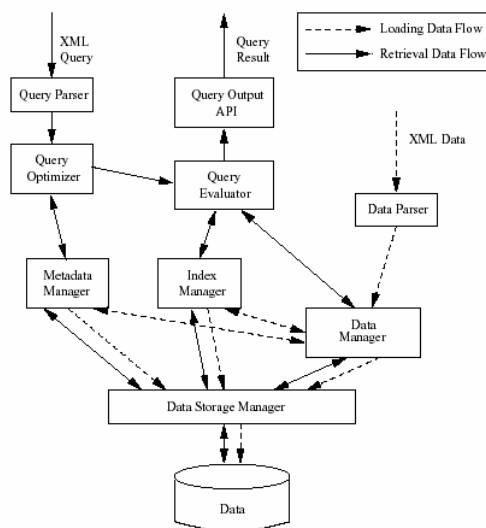 XML
Query
Query
Result
Loading Data Flow
Retrieval Data Flow
Query Parser
Query Output
API
XML Data
Query
Optimizer
Query
Evaluator
Data Parser
Metadata
Manager
Index
Manager
Data
Manager
Data Storage Manager
Data